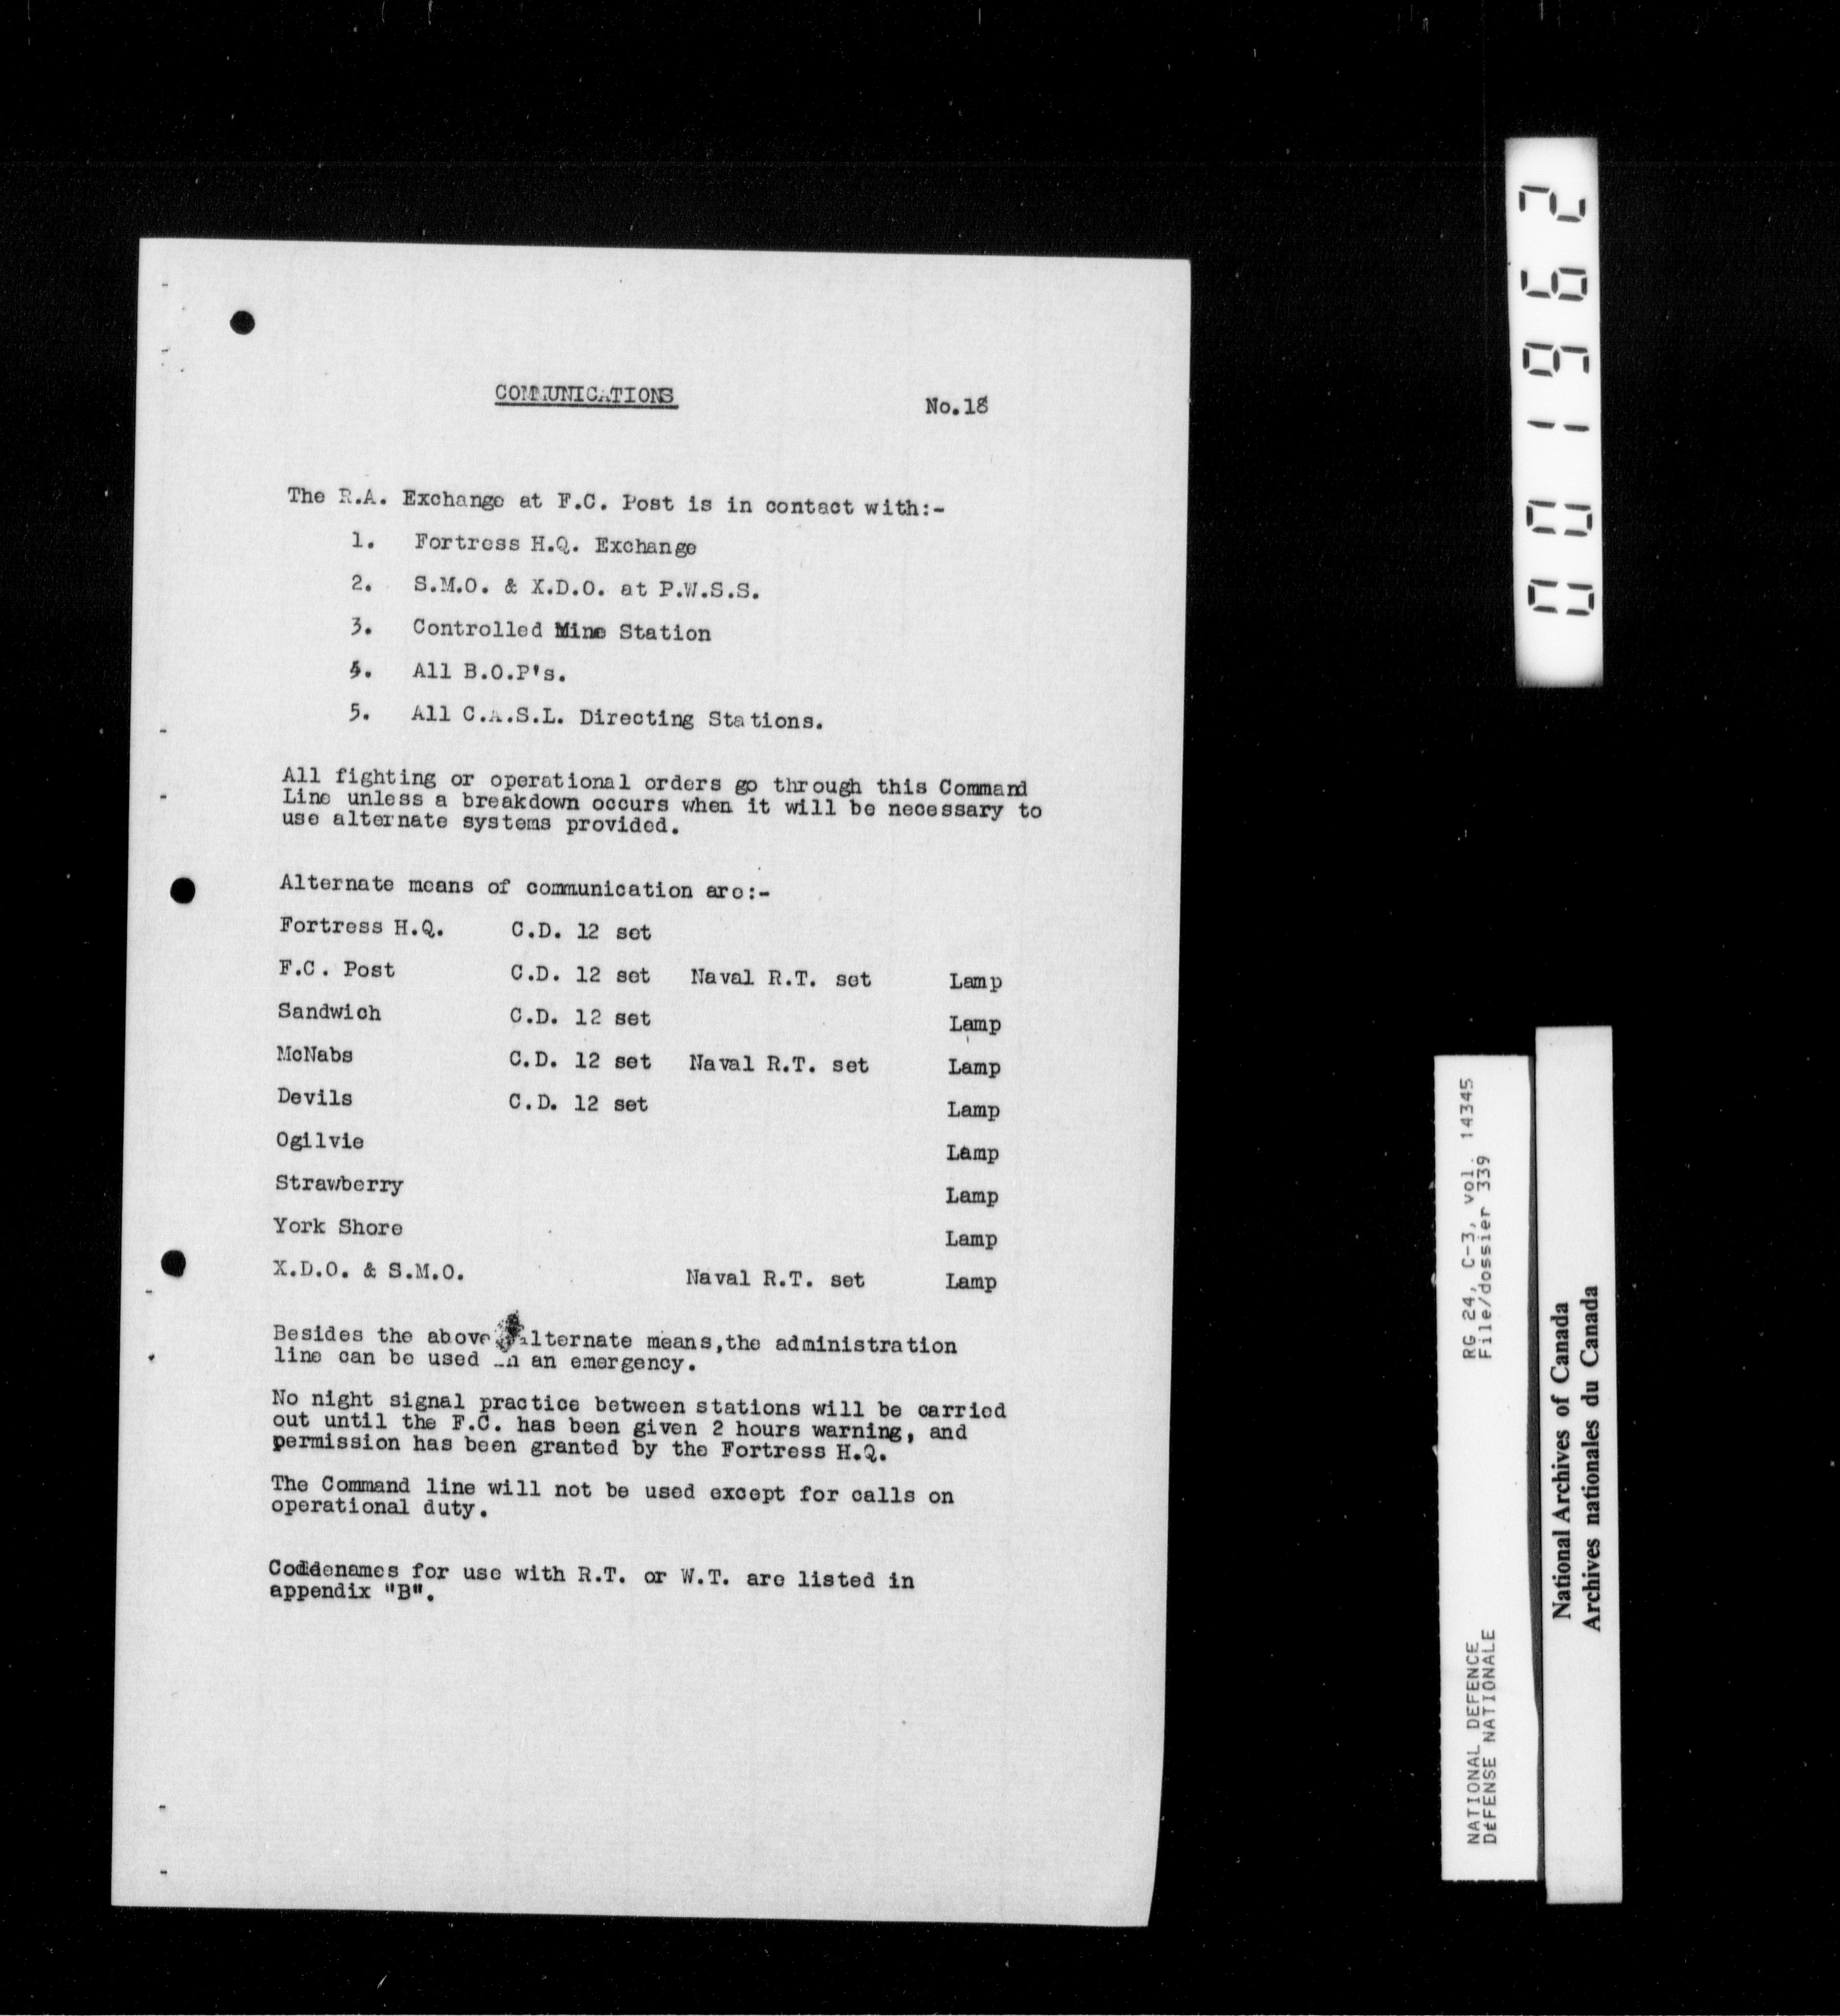 COMMUNICATIONS
No.18
The R.A. Exchange at F.C. Post is in contact with:-
1. Fortress H.Q. Exchange
2. S.M.O. & X.D.O. at P.W.S.S.
3. Controlled Mine Station
4. All B.O.P's.
5. All C.A.S.L. Directing Stations.
All fighting or operational orders go through this Command
Line unless a breakdown occurs when it will be necessary to
use alternate systems provided.
Alternate means of communication are:-
Fortress H.Q. C.D. 12 set
F.C. Post C.D. 12 set Naval R.T. set Lamp
Sandwich C.D. 12 set Lamp
McNabs C.D. 12 set Naval R.T. set Lamp
Devils C.D. 12 set Lamp
Ogilvie Lamp
Strawberry Lamp
York Shore Lamp
X.D.O. & S.M.O. Naval R.T. set Lamp
Besides the above alternate means,the administration
line can be used in an emergency.
No night signal practice between stations will be carried
out until the F.C. has been given 2 hours warning, and
permission has been granted by the Fortress H.Q.
The Command line will not be used except for calls on
operational duty.
for use with R.T. or W.T. are listed in
appendix "B".
001962
RG 24, C-3, vol. 14345
File/dossier 339
NATIONAL DEFENCE
DÉFENSE NATIONALE
National Archives of Canada
Archives nationales du Canada